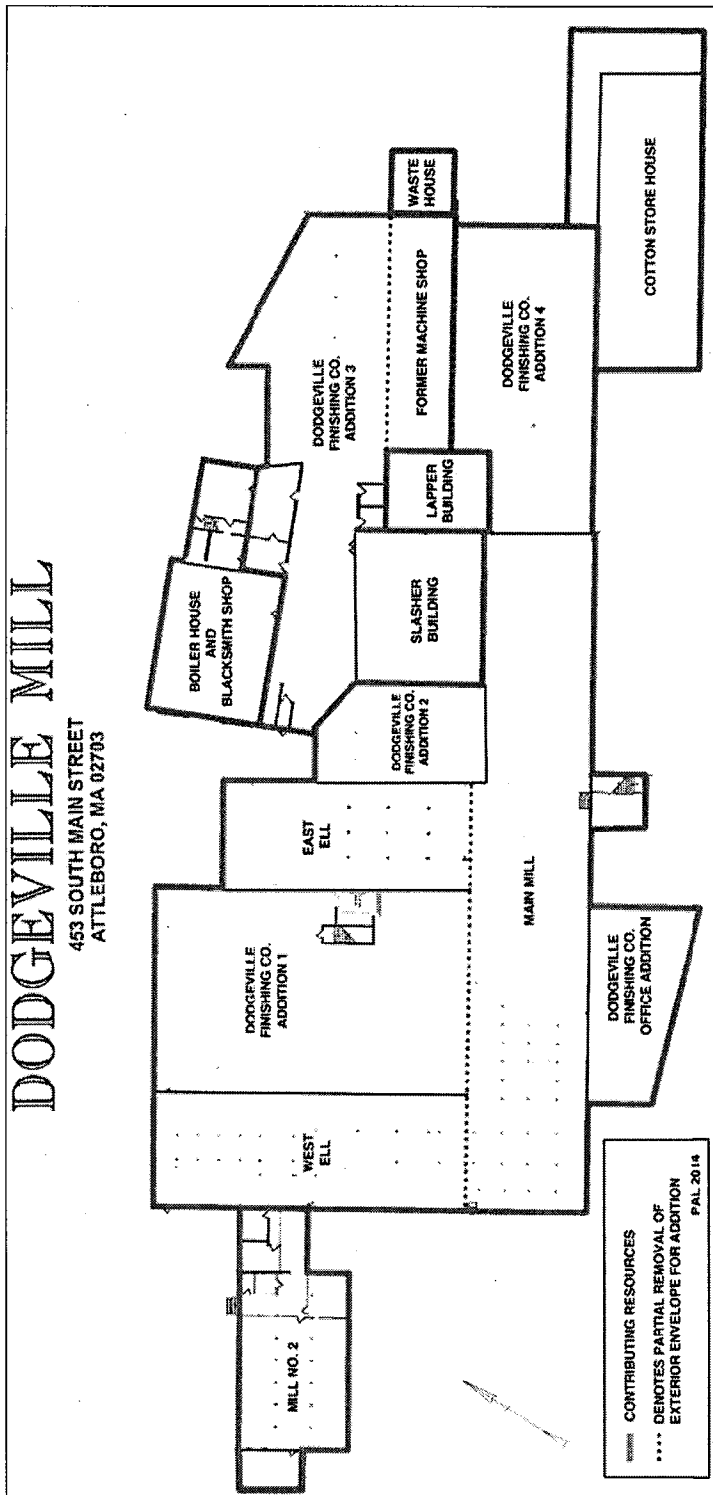 DODGEVILLE MILL
453 SOUTH MAIN STREET
ATTLEBORO, MA 02703
MILL NO. 2
WEST
ELL
DODGEVILLE
FINISHING CO.
ADDITION 1
EAST
ELL
DODGEVILLE
FINISHING CO.
ADDITION 2
BOILER HOUSE
AND
BLACKSMITH SHOP
SLASHER
BUILDING
LAPPER
BUILDING
DODGEVILLE
FINISHING CO.
ADDITION 3
FORMER MACHINE SHOP
WASTE
HOUSE
DODGEVILLE
FINISHING CO.
ADDITION 4
COTTON STORE HOUSE
MAIN MILL
DODGEVILLE
FINISHING CO.
OFFICE ADDITION
CONTRIBUTING RESOURCES
DENOTES PARTIAL REMOVAL OF
EXTERIOR ENVELOPE FOR ADDITION
PAL 2014